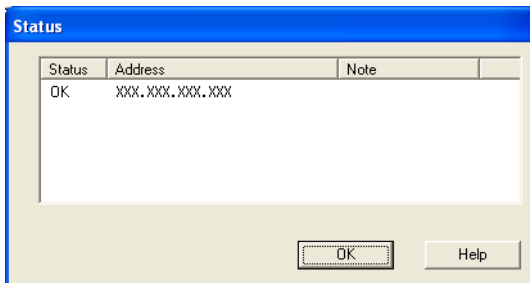 Status
Status Address Note
OK XXX.XXX.XXX.XXX
OK Help